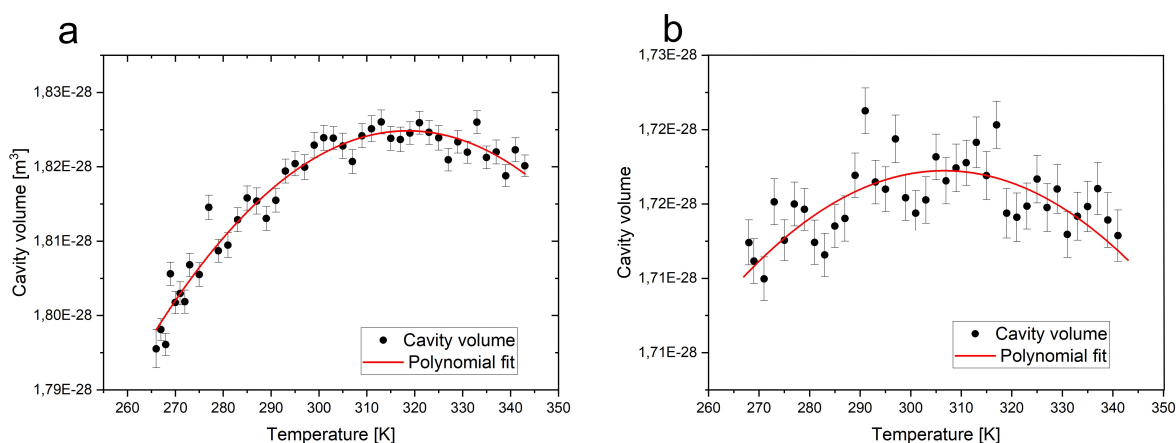 a
Cavity volume [m³]
1,83E-28
1,82E-28
1,81E-28
1,80E-28
1,79E-28
260 270 280 290 300 310 320 330 340 350
Temperature [K]
Cavity volume
Polynomial fit
b
Cavity volume
1,73E-28
1,72E-28
1,72E-28
1,71E-28
1,71E-28
260 270 280 290 300 310 320 330 340 350
Temperature [K]
Cavity volume
Polynomial fit